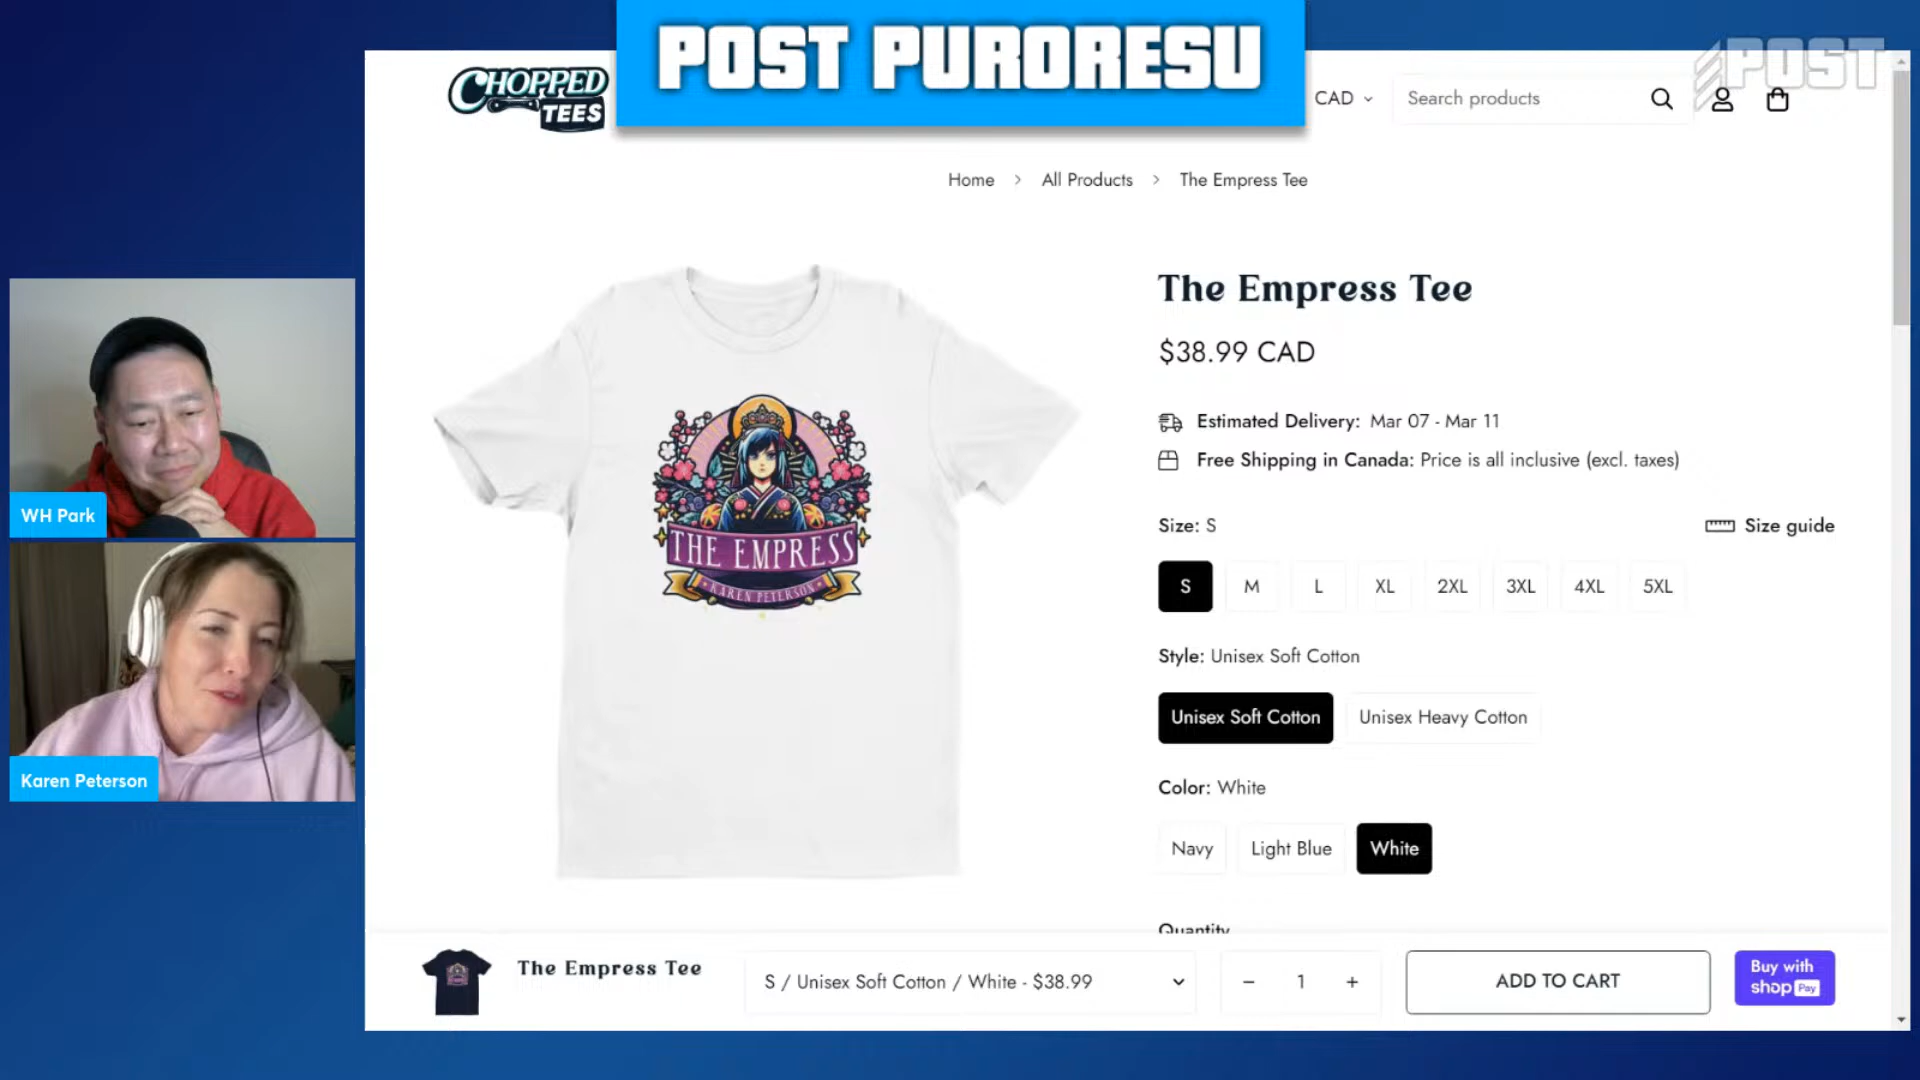 POST PURORESU
POST
CHOPPED
TEES
CAD
Search products
Home > All Products > The Empress Tee
The Empress Tee
$38.99 CAD
Estimated Delivery: Mar 07 - Mar 11
Free Shipping in Canada: Price is all inclusive (excl. taxes)
Size: S
Size guide
S M L XL 2XL 3XL 4XL 5XL
Style: Unisex Soft Cotton
Unisex Soft Cotton Unisex Heavy Cotton
Color: White
Navy Light Blue White
Quantity
THE EMPRESS
KAREN PETERSON
WH Park
Karen Peterson
The Empress Tee
S / Unisex Soft Cotton / White - $38.99
− 1 +
ADD TO CART
Buy with
shop Pay